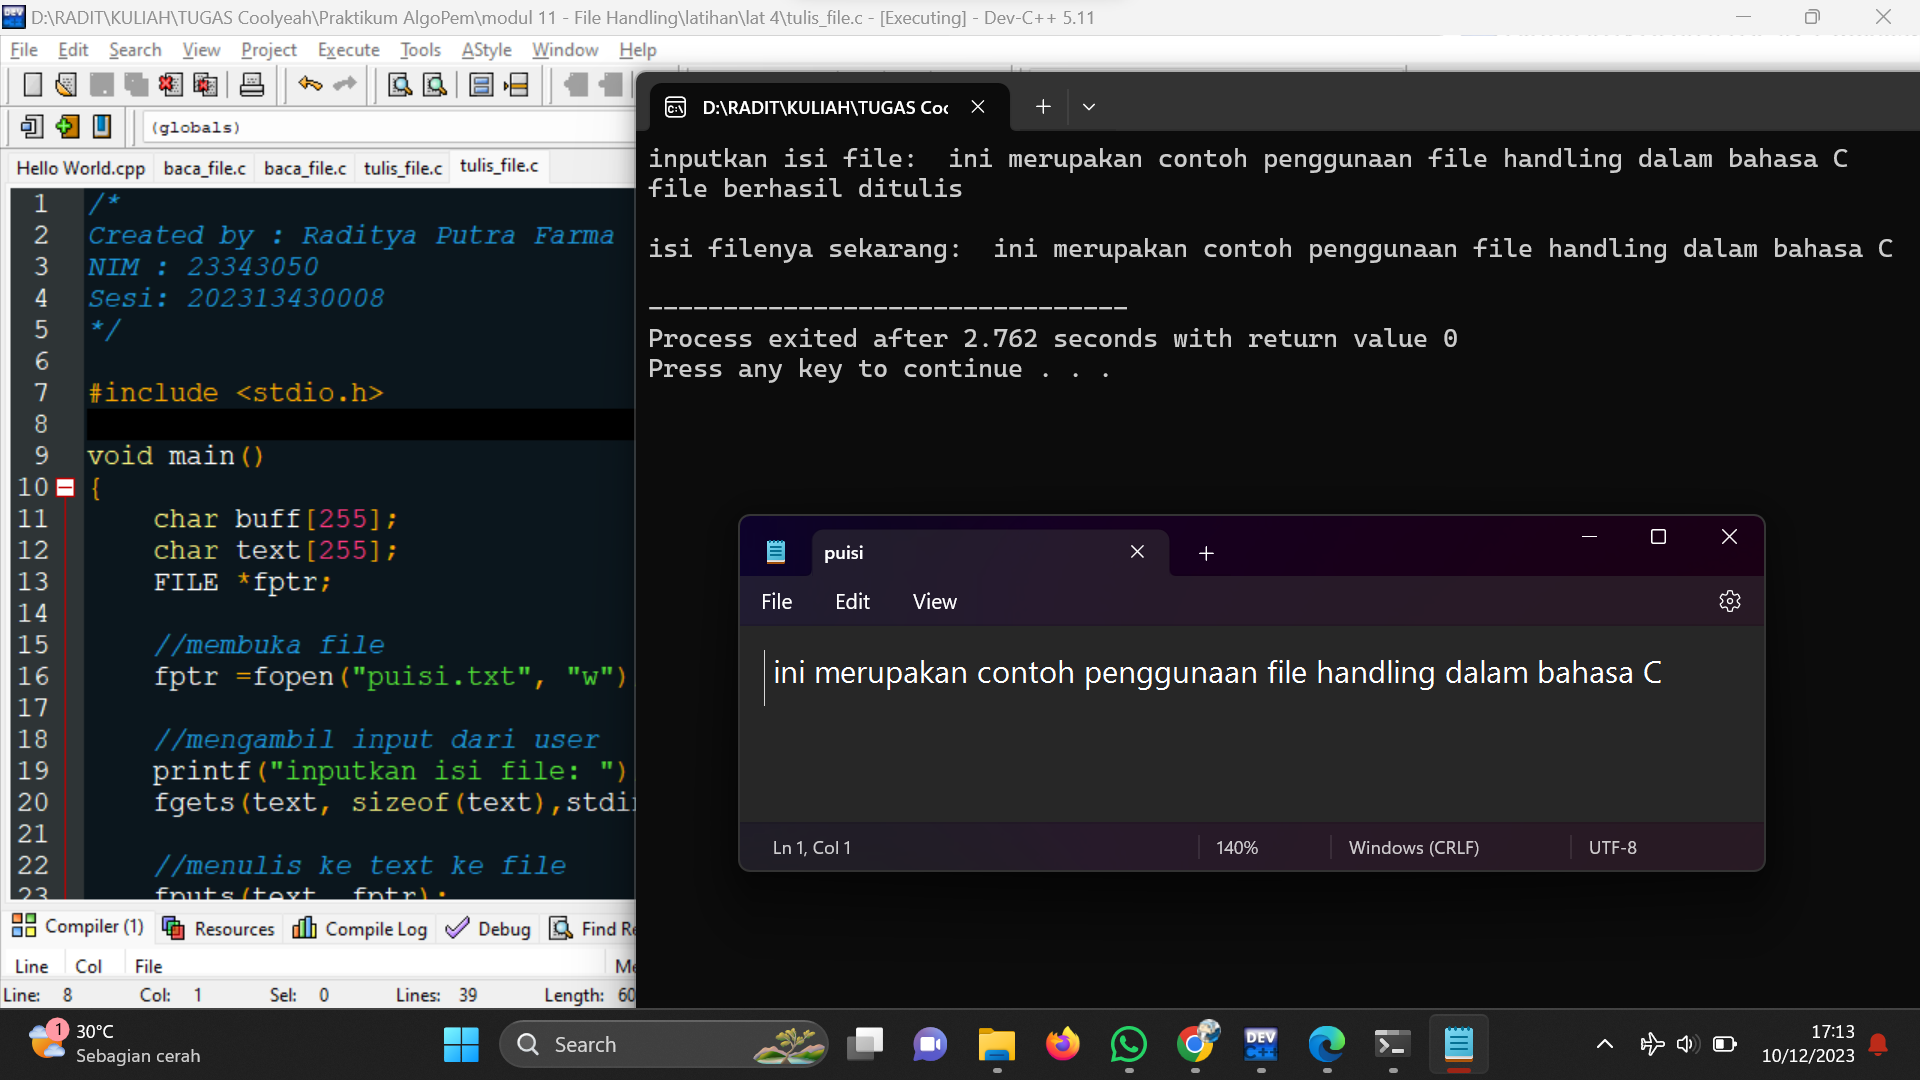 D:\RADIT\KULIAH\TUGAS Coolyeah\Praktikum AlgoPem\modul 11 - File Handling\latihan\lat 4\tulis_file.c - [Executing] - Dev-C++ 5.11
File Edit Search View Project Execute Tools AStyle Window Help
(globals)
Hello World.cpp baca_file.c baca_file.c tulis_file.c tulis_file.c
1 /*
2 Created by : Raditya Putra Farma
3 NIM : 23343050
4 Sesi: 202313430008
5 */
6
7 #include <stdio.h>
8
9 void main()
10 {
11 char buff[255];
12 char text[255];
13 FILE *fptr;
14
15 //membuka file
16 fptr =fopen("puisi.txt", "w")
17
18 //mengambil input dari user
19 printf("inputkan isi file: ")
20 fgets(text, sizeof(text),stdi
21
22 //menulis ke text ke file
23 fputs(text, fptr);
Compiler (1) Resources Compile Log Debug Find Re
Line Col File Me
Line: 8 Col: 1 Sel: 0 Lines: 39 Length: 60
D:\RADIT\KULIAH\TUGAS Coo
inputkan isi file:  ini merupakan contoh penggunaan file handling dalam bahasa C
file berhasil ditulis
isi filenya sekarang:  ini merupakan contoh penggunaan file handling dalam bahasa C
--------------------------------
Process exited after 2.762 seconds with return value 0
Press any key to continue . . .
puisi
File Edit View
ini merupakan contoh penggunaan file handling dalam bahasa C
Ln 1, Col 1 140% Windows (CRLF) UTF-8
1
30°C
Sebagian cerah
Search
DEV
C++
17:13
10/12/2023